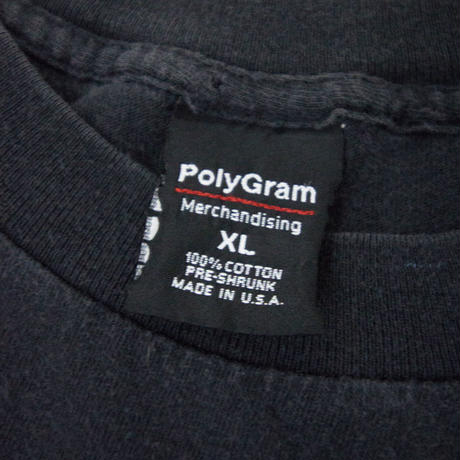 PolyGram
Merchandising
XL
100% COTTON
PRE-SHRUNK
MADE IN U.S.A.